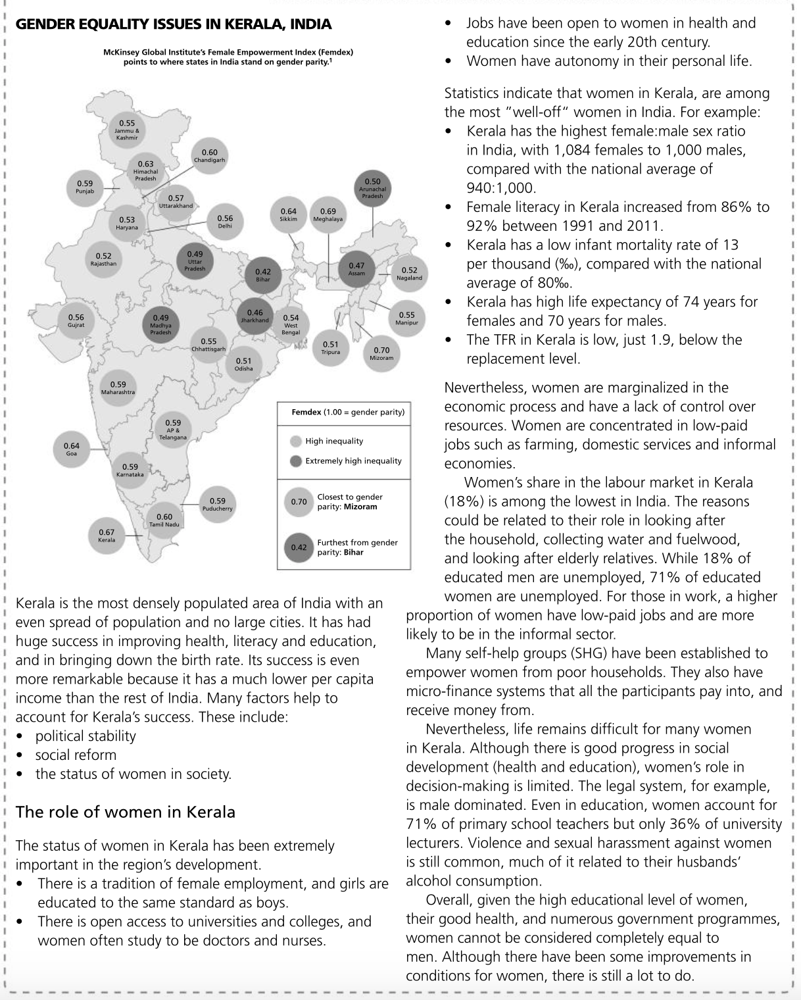 GENDER EQUALITY ISSUES IN KERALA, INDIA
McKinsey Global Institute's Female Empowerment Index (Femdex)
points to where states in India stand on gender parity.¹
0.55
Jammu &
Kashmir
0.60
Chandigarh
0.63
Himachal
Pradesh
0.59
Punjab
0.57
Uttarakhand
0.50
Arunachal
Pradesh
0.53
Haryana
0.56
Delhi
0.64
Sikkim
0.69
Meghalaya
0.52
Rajasthan
0.49
Uttar
Pradesh
0.42
Bihar
0.47
Assam
0.52
Nagaland
0.56
Gujrat
0.49
Madhya
Pradesh
0.46
Jharkhand
0.54
West
Bengal
0.55
Manipur
0.55
Chhattisgarh
0.51
Tripura
0.70
Mizoram
0.51
Odisha
0.59
Maharashtra
0.59
AP &
Telangana
0.64
Goa
0.59
Karnataka
0.59
Puducherry
0.60
Tamil Nadu
0.67
Kerala
Femdex (1.00 = gender parity)
High inequality
Extremely high inequality
0.70
Closest to gender
parity: Mizoram
0.42
Furthest from gender
parity: Bihar
Kerala is the most densely populated area of India with an
even spread of population and no large cities. It has had
huge success in improving health, literacy and education,
and in bringing down the birth rate. Its success is even
more remarkable because it has a much lower per capita
income than the rest of India. Many factors help to
account for Kerala's success. These include:
• political stability
• social reform
• the status of women in society.
The role of women in Kerala
The status of women in Kerala has been extremely
important in the region's development.
• There is a tradition of female employment, and girls are
educated to the same standard as boys.
• There is open access to universities and colleges, and
women often study to be doctors and nurses.
• Jobs have been open to women in health and
education since the early 20th century.
• Women have autonomy in their personal life.
Statistics indicate that women in Kerala, are among
the most "well-off" women in India. For example:
• Kerala has the highest female:male sex ratio
in India, with 1,084 females to 1,000 males,
compared with the national average of
940:1,000.
• Female literacy in Kerala increased from 86% to
92% between 1991 and 2011.
• Kerala has a low infant mortality rate of 13
per thousand (‰), compared with the national
average of 80‰.
• Kerala has high life expectancy of 74 years for
females and 70 years for males.
• The TFR in Kerala is low, just 1.9, below the
replacement level.
Nevertheless, women are marginalized in the
economic process and have a lack of control over
resources. Women are concentrated in low-paid
jobs such as farming, domestic services and informal
economies.
Women's share in the labour market in Kerala
(18%) is among the lowest in India. The reasons
could be related to their role in looking after
the household, collecting water and fuelwood,
and looking after elderly relatives. While 18% of
educated men are unemployed, 71% of educated
women are unemployed. For those in work, a higher
proportion of women have low-paid jobs and are more
likely to be in the informal sector.
Many self-help groups (SHG) have been established to
empower women from poor households. They also have
micro-finance systems that all the participants pay into, and
receive money from.
Nevertheless, life remains difficult for many women
in Kerala. Although there is good progress in social
development (health and education), women's role in
decision-making is limited. The legal system, for example,
is male dominated. Even in education, women account for
71% of primary school teachers but only 36% of university
lecturers. Violence and sexual harassment against women
is still common, much of it related to their husbands'
alcohol consumption.
Overall, given the high educational level of women,
their good health, and numerous government programmes,
women cannot be considered completely equal to
men. Although there have been some improvements in
conditions for women, there is still a lot to do.